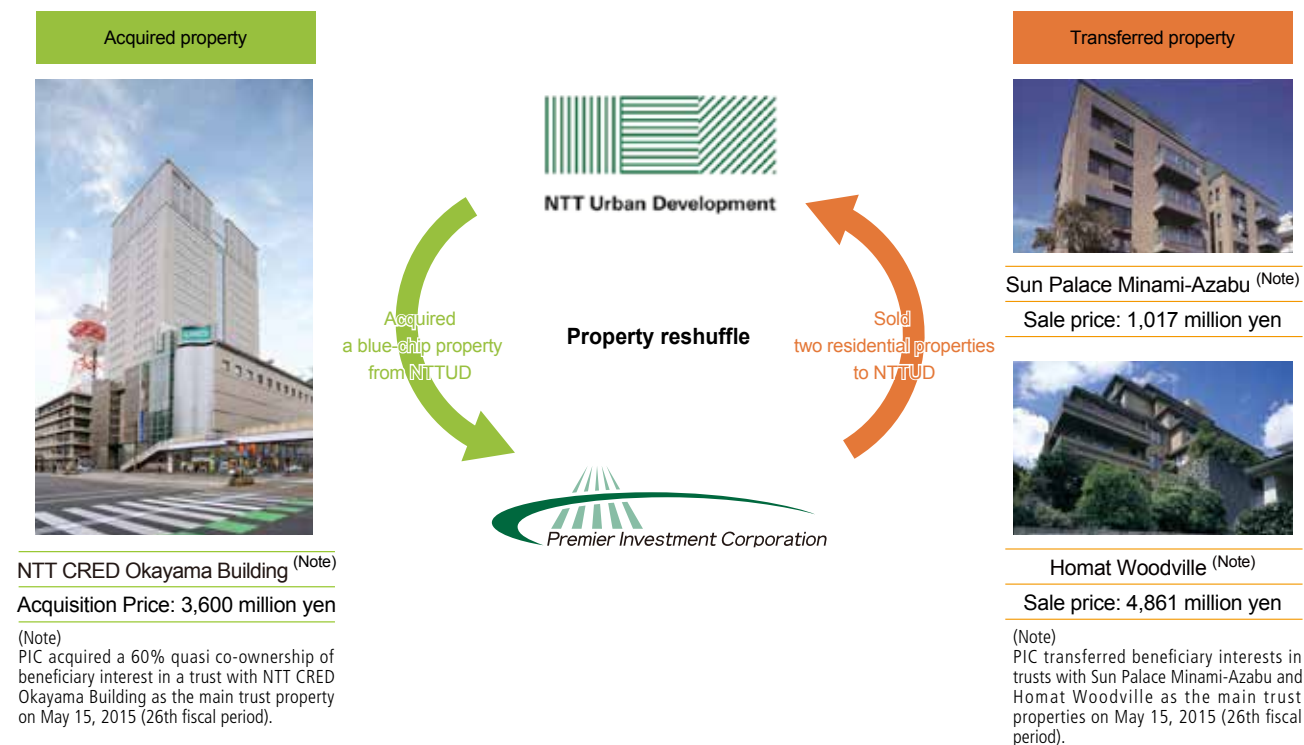 Acquired property
NTT CRED Okayama Building (Note)
Acquisition Price: 3,600 million yen
(Note)
PIC acquired a 60% quasi co-ownership of
beneficiary interest in a trust with NTT CRED
Okayama Building as the main trust property
on May 15, 2015 (26th fiscal period).
NTT Urban Development
Acquired
a blue-chip property
from NTTUD
Property reshuffle
Sold
two residential properties
to NTTUD
Premier Investment Corporation
Transferred property
Sun Palace Minami-Azabu (Note)
Sale price: 1,017 million yen
Homat Woodville (Note)
Sale price: 4,861 million yen
(Note)
PIC transferred beneficiary interests in
trusts with Sun Palace Minami-Azabu and
Homat Woodville as the main trust
properties on May 15, 2015 (26th fiscal
period).